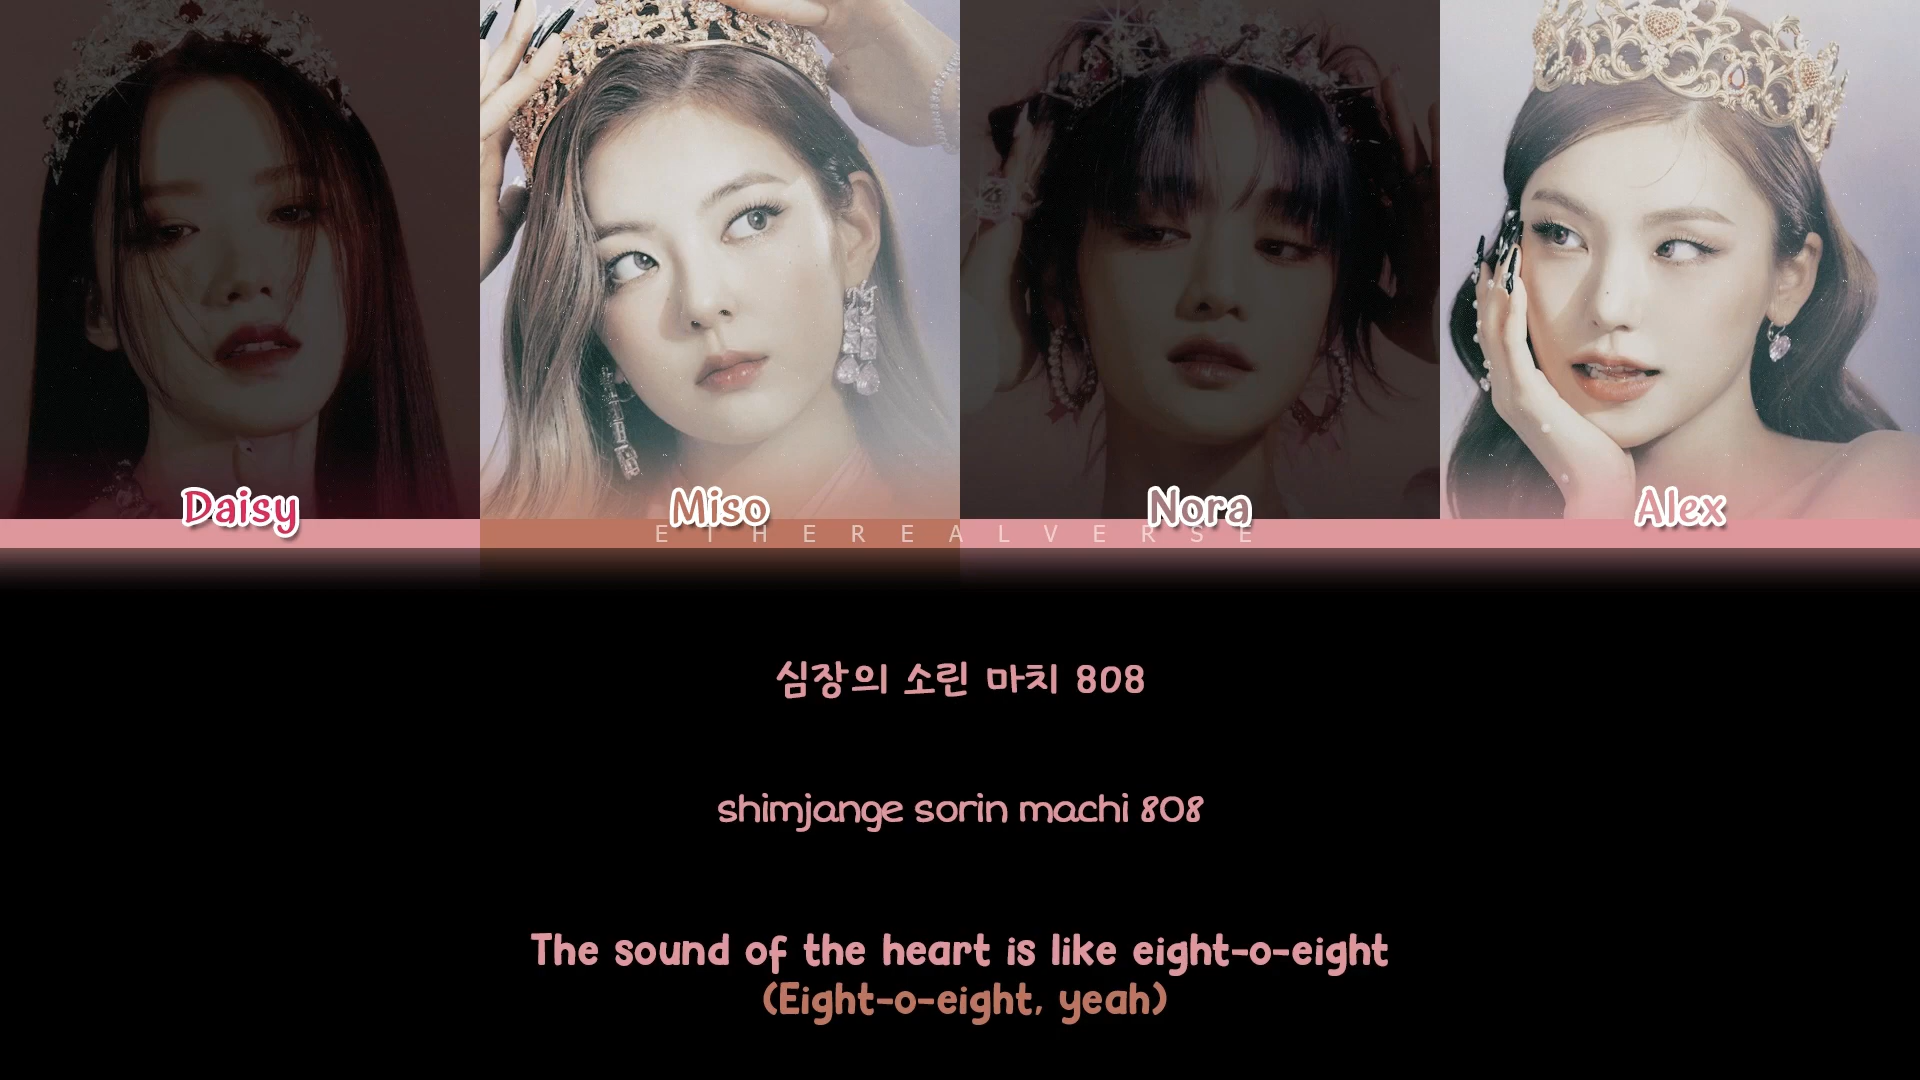 Daisy
Miso
Nora
Alex
ETHEREALVERSE
심장의 소린 마치 808
shimjange sorin machi 808
The sound of the heart is like eight-o-eight
(Eight-o-eight, yeah)